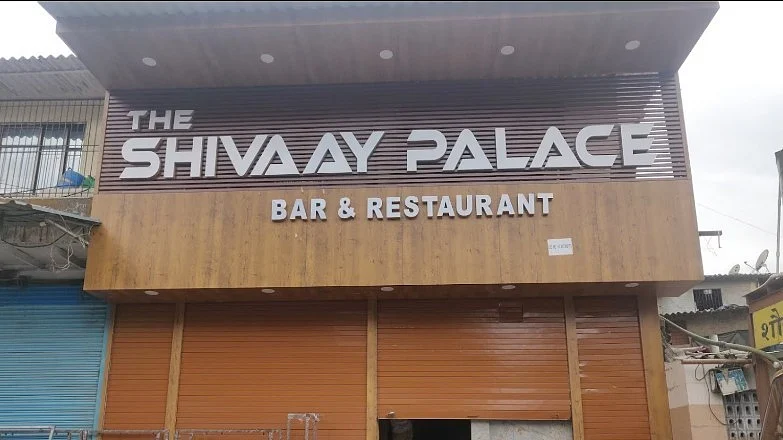 THE
SHIVAAY PALACE
BAR & RESTAURANT
शौ